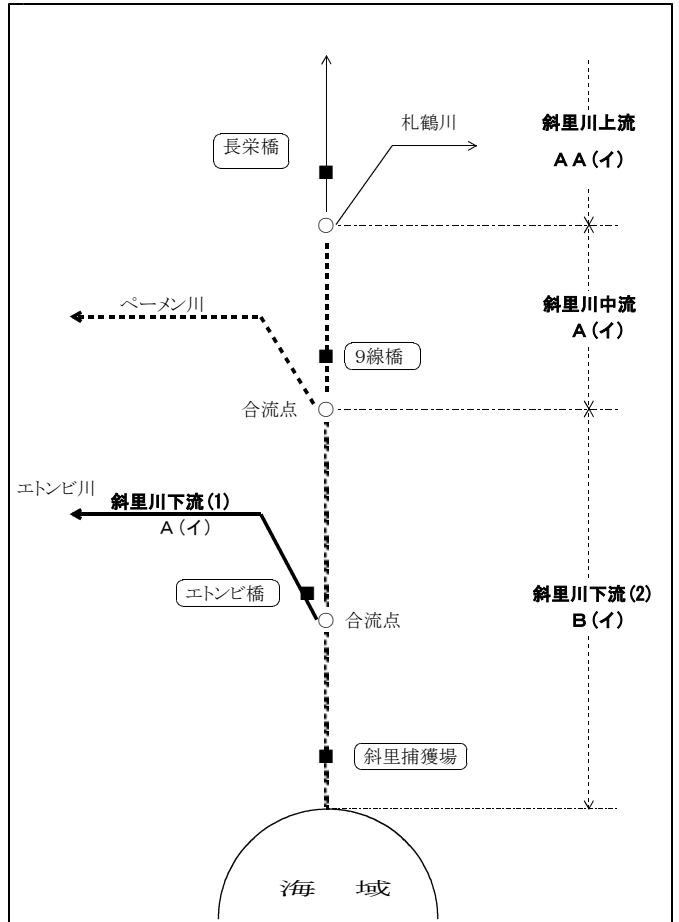 札鶴川
斜里川上流
長栄橋
AA(イ)
ペーメン川
斜里川中流
A(イ)
9線橋
合流点
エトンビ川
斜里川下流(1)
A(イ)
エトンビ橋
斜里川下流(2)
B(イ)
合流点
斜里捕獲場
海 域